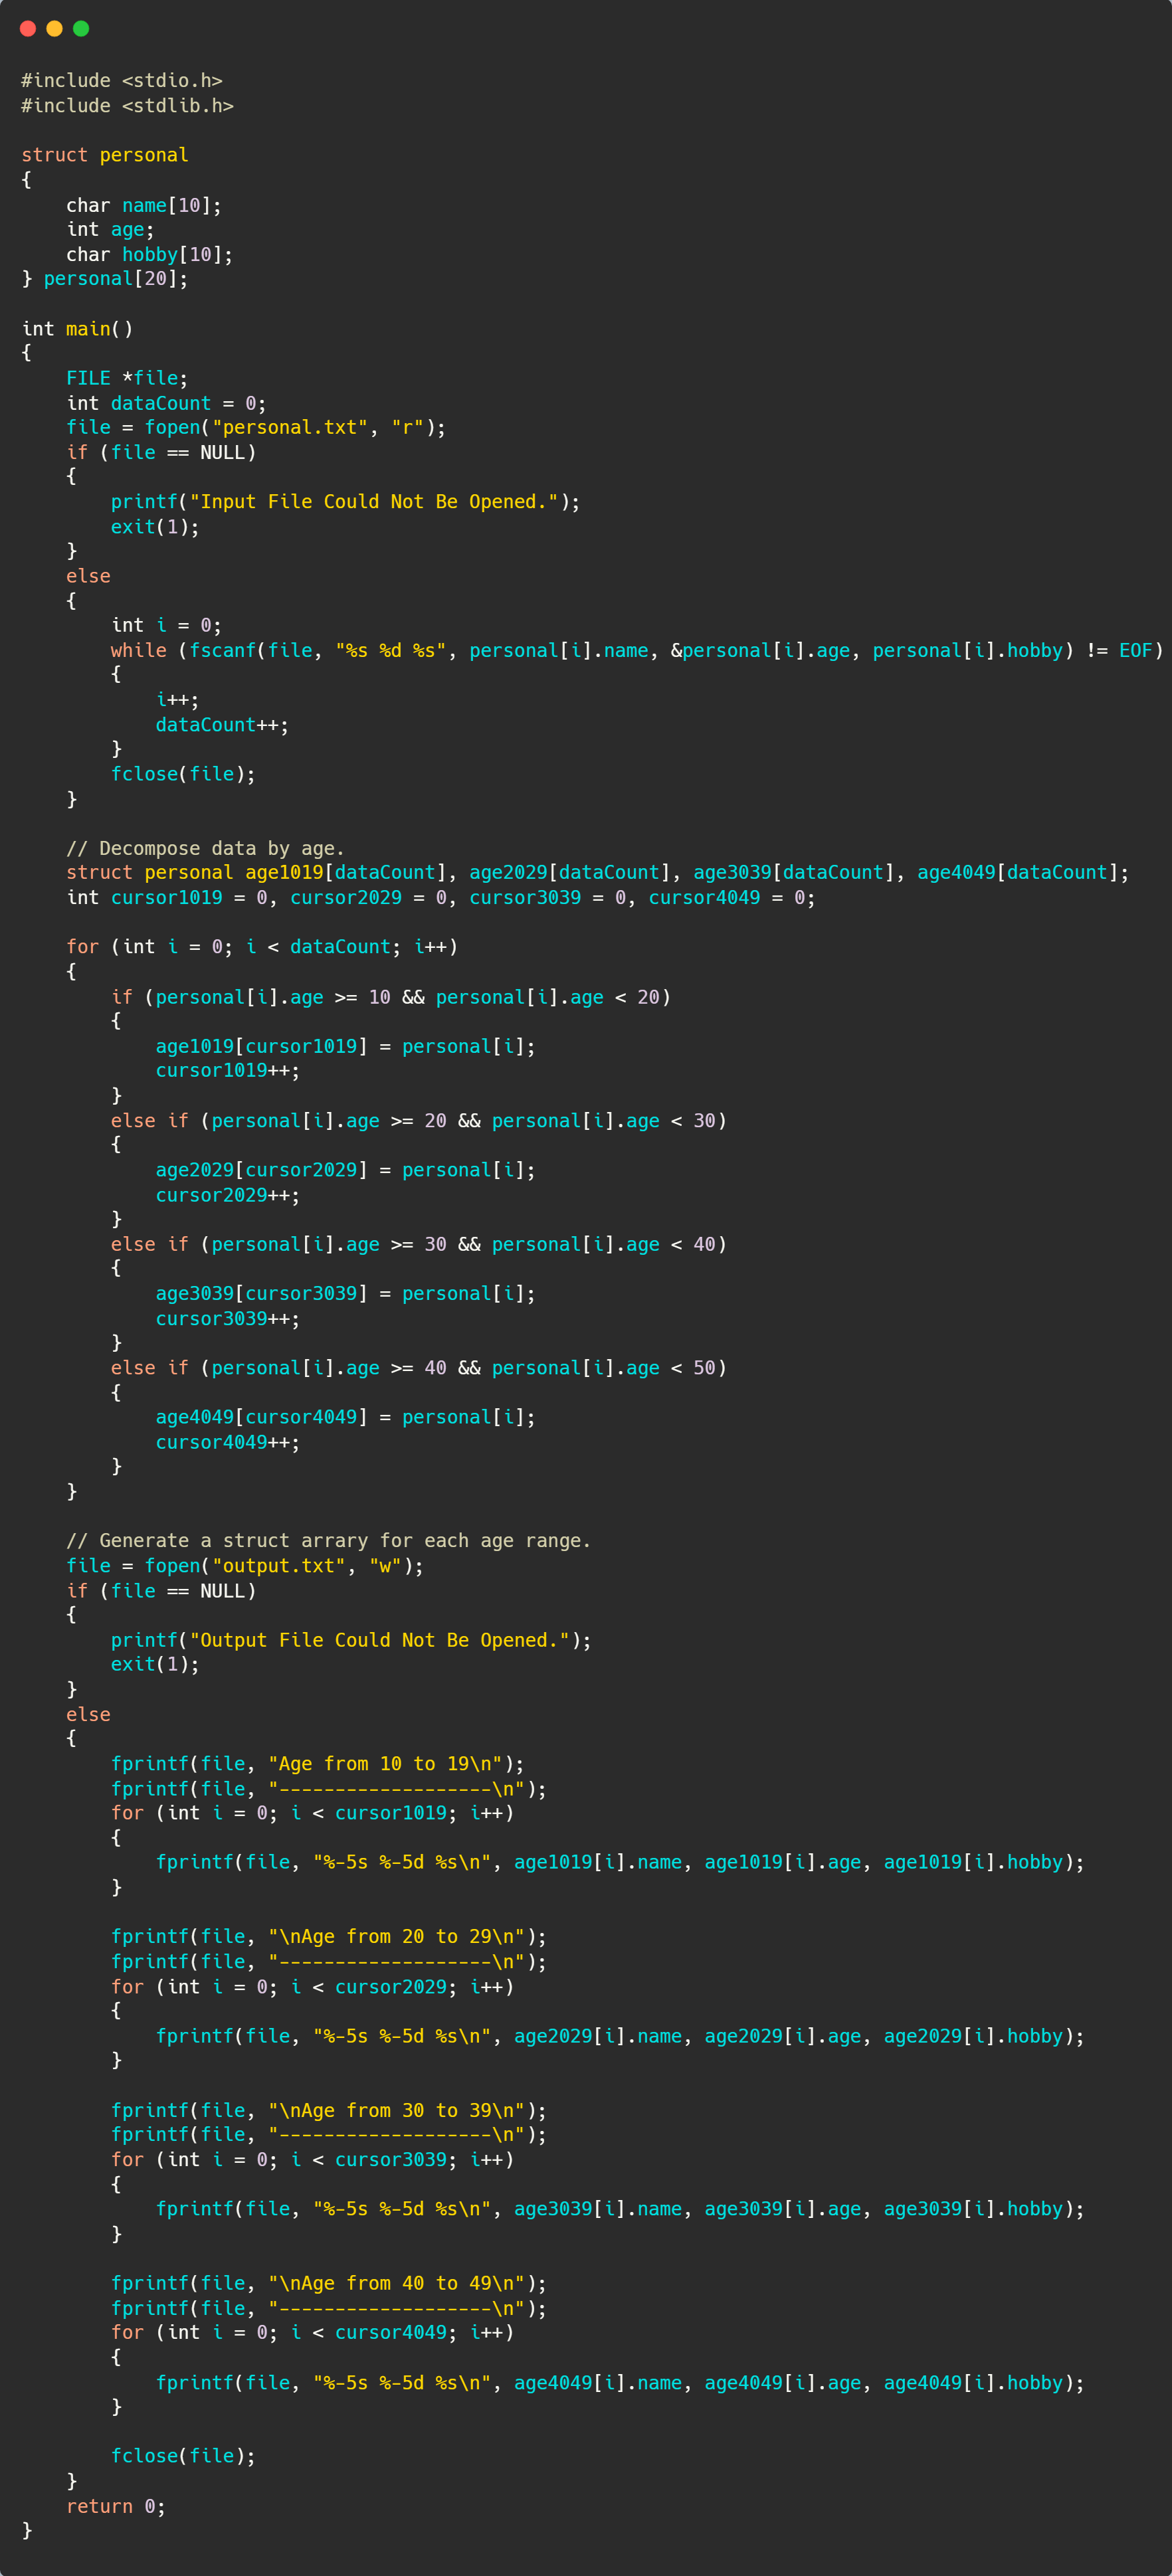 #include <stdio.h>
#include <stdlib.h>

struct personal
{
    char name[10];
    int age;
    char hobby[10];
} personal[20];

int main()
{
    FILE *file;
    int dataCount = 0;
    file = fopen("personal.txt", "r");
    if (file == NULL)
    {
        printf("Input File Could Not Be Opened.");
        exit(1);
    }
    else
    {
        int i = 0;
        while (fscanf(file, "%s %d %s", personal[i].name, &personal[i].age, personal[i].hobby) != EOF)
        {
            i++;
            dataCount++;
        }
        fclose(file);
    }

    // Decompose data by age.
    struct personal age1019[dataCount], age2029[dataCount], age3039[dataCount], age4049[dataCount];
    int cursor1019 = 0, cursor2029 = 0, cursor3039 = 0, cursor4049 = 0;

    for (int i = 0; i < dataCount; i++)
    {
        if (personal[i].age >= 10 && personal[i].age < 20)
        {
            age1019[cursor1019] = personal[i];
            cursor1019++;
        }
        else if (personal[i].age >= 20 && personal[i].age < 30)
        {
            age2029[cursor2029] = personal[i];
            cursor2029++;
        }
        else if (personal[i].age >= 30 && personal[i].age < 40)
        {
            age3039[cursor3039] = personal[i];
            cursor3039++;
        }
        else if (personal[i].age >= 40 && personal[i].age < 50)
        {
            age4049[cursor4049] = personal[i];
            cursor4049++;
        }
    }

    // Generate a struct arrary for each age range.
    file = fopen("output.txt", "w");
    if (file == NULL)
    {
        printf("Output File Could Not Be Opened.");
        exit(1);
    }
    else
    {
        fprintf(file, "Age from 10 to 19\n");
        fprintf(file, "-------------------\n");
        for (int i = 0; i < cursor1019; i++)
        {
            fprintf(file, "%-5s %-5d %s\n", age1019[i].name, age1019[i].age, age1019[i].hobby);
        }

        fprintf(file, "\nAge from 20 to 29\n");
        fprintf(file, "-------------------\n");
        for (int i = 0; i < cursor2029; i++)
        {
            fprintf(file, "%-5s %-5d %s\n", age2029[i].name, age2029[i].age, age2029[i].hobby);
        }

        fprintf(file, "\nAge from 30 to 39\n");
        fprintf(file, "-------------------\n");
        for (int i = 0; i < cursor3039; i++)
        {
            fprintf(file, "%-5s %-5d %s\n", age3039[i].name, age3039[i].age, age3039[i].hobby);
        }

        fprintf(file, "\nAge from 40 to 49\n");
        fprintf(file, "-------------------\n");
        for (int i = 0; i < cursor4049; i++)
        {
            fprintf(file, "%-5s %-5d %s\n", age4049[i].name, age4049[i].age, age4049[i].hobby);
        }

        fclose(file);
    }
    return 0;
}